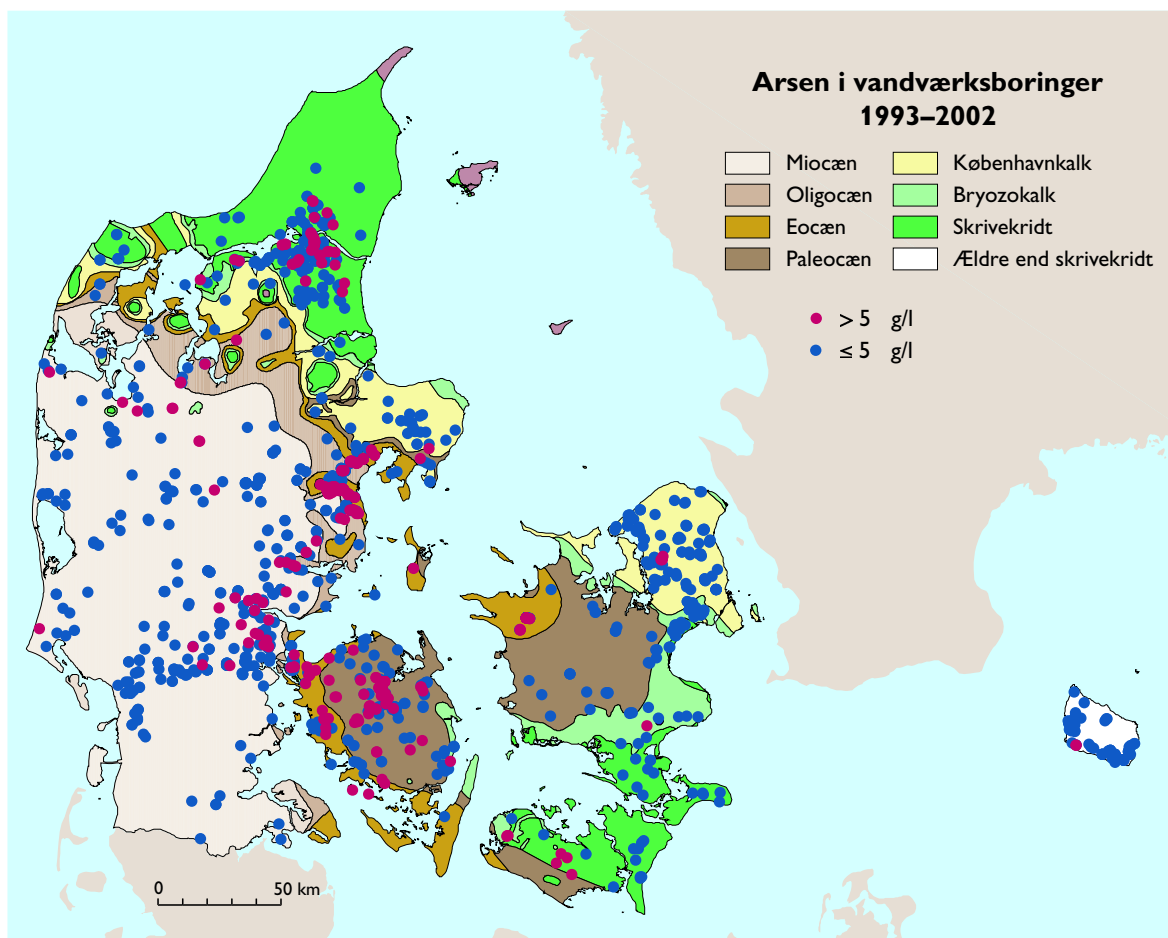 Arsen i vandværksboringer
1993–2002
Miocæn
Oligocæn
Eocæn
Paleocæn
Københavnkalk
Bryozokalk
Skrivekridt
Ældre end skrivekridt
> 5 g/l
≤ 5 g/l
0 50 km